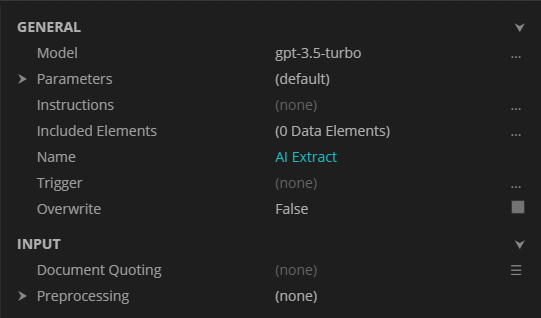 GENERAL
Model gpt-3.5-turbo ...
Parameters (default)
Instructions (none) ...
Included Elements (0 Data Elements) ...
Name AI Extract
Trigger (none) ...
Overwrite False
INPUT
Document Quoting (none)
Preprocessing (none)